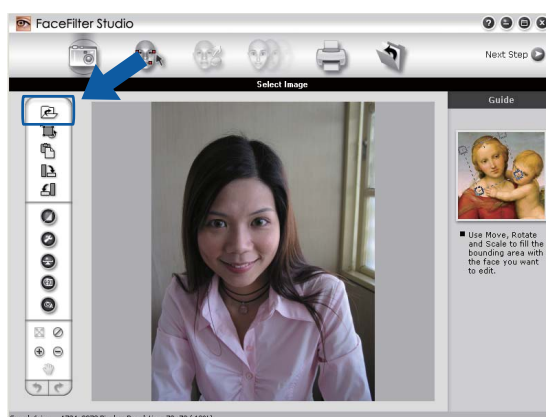 FaceFilter Studio
Next Step
Select Image
Guide
Use Move, Rotate
and Scale to fill the
bounding area with
the face you want
to edit.